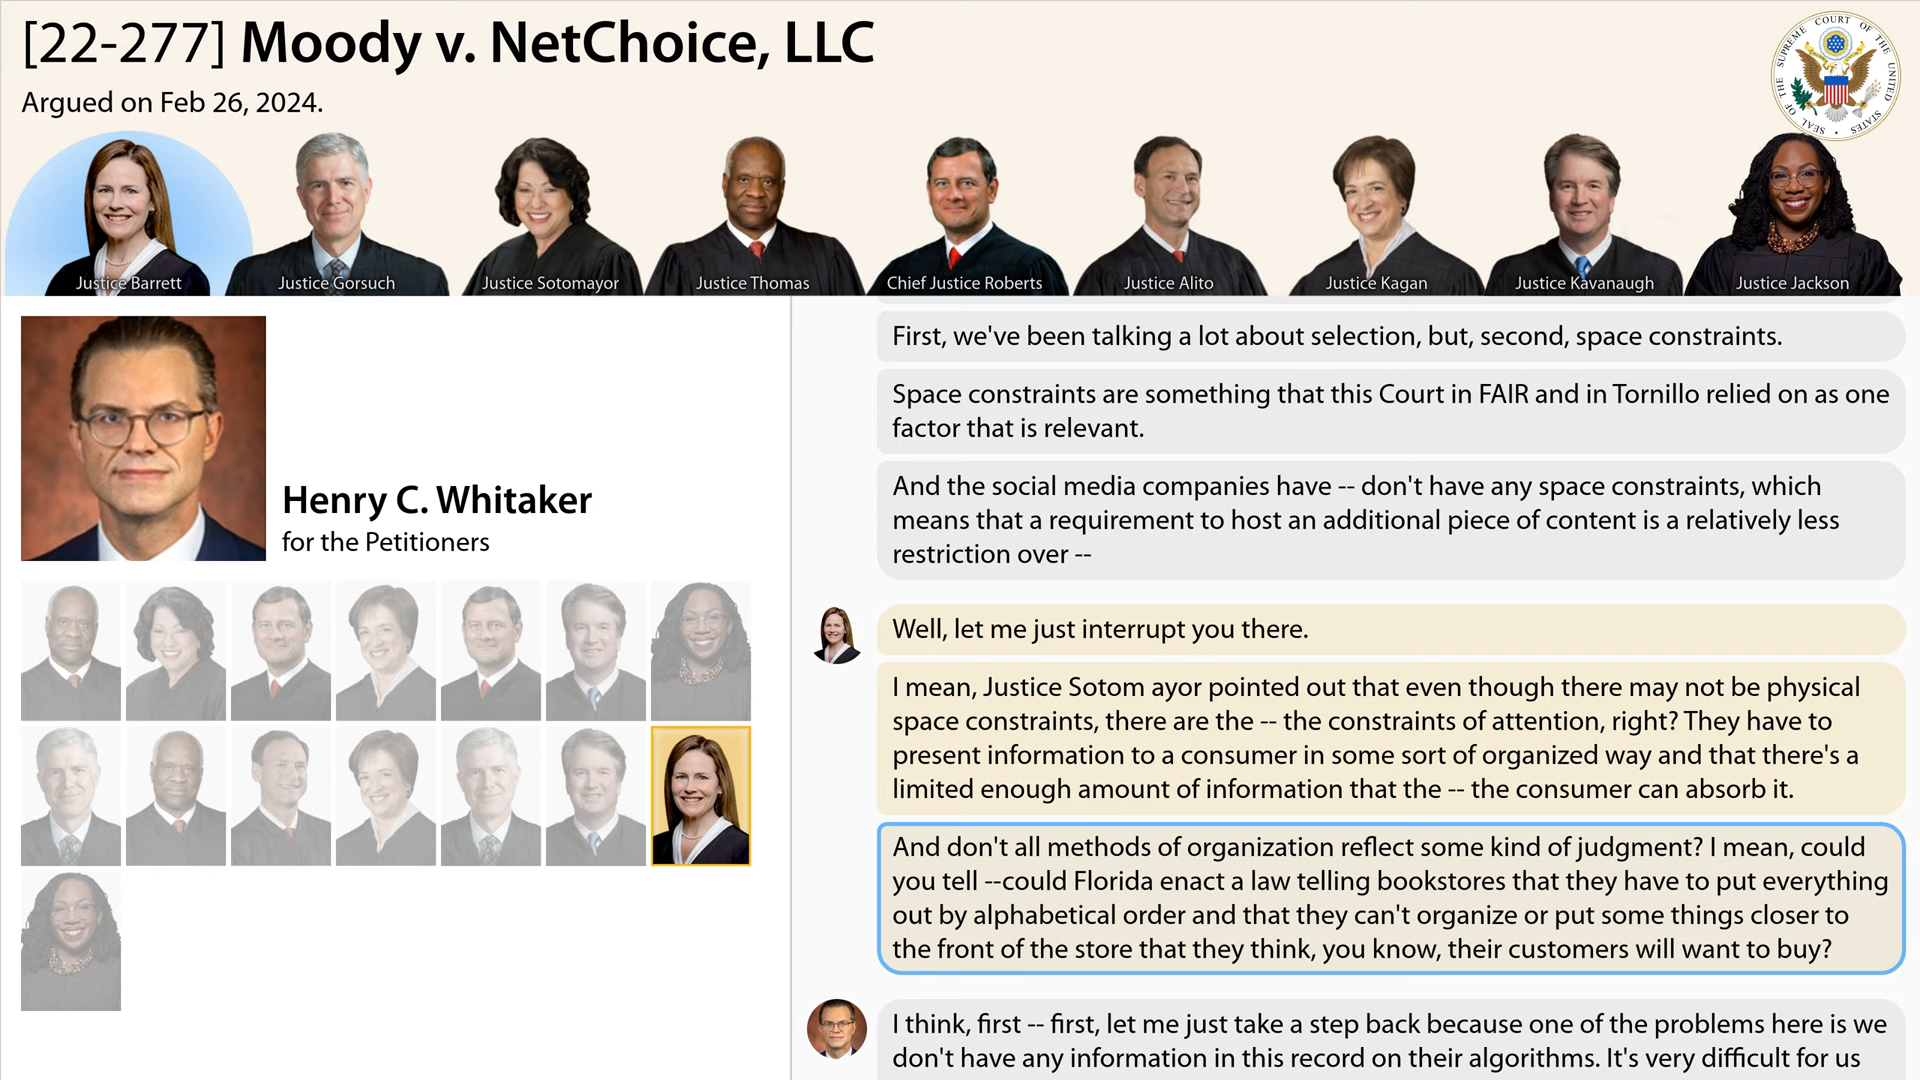 [22-277] Moody v. NetChoice, LLC
Argued on Feb 26, 2024.
SEAL OF THE SUPREME COURT OF THE UNITED STATES
Justice Barrett
Justice Gorsuch
Justice Sotomayor
Justice Thomas
Chief Justice Roberts
Justice Alito
Justice Kagan
Justice Kavanaugh
Justice Jackson
Henry C. Whitaker
for the Petitioners
First, we've been talking a lot about selection, but, second, space constraints.
Space constraints are something that this Court in FAIR and in Tornillo relied on as one
factor that is relevant.
And the social media companies have -- don't have any space constraints, which
means that a requirement to host an additional piece of content is a relatively less
restriction over --
Well, let me just interrupt you there.
I mean, Justice Sotom ayor pointed out that even though there may not be physical
space constraints, there are the -- the constraints of attention, right? They have to
present information to a consumer in some sort of organized way and that there's a
limited enough amount of information that the -- the consumer can absorb it.
And don't all methods of organization reflect some kind of judgment? I mean, could
you tell --could Florida enact a law telling bookstores that they have to put everything
out by alphabetical order and that they can't organize or put some things closer to
the front of the store that they think, you know, their customers will want to buy?
I think, first -- first, let me just take a step back because one of the problems here is we
don't have any information in this record on their algorithms. It's very difficult for us